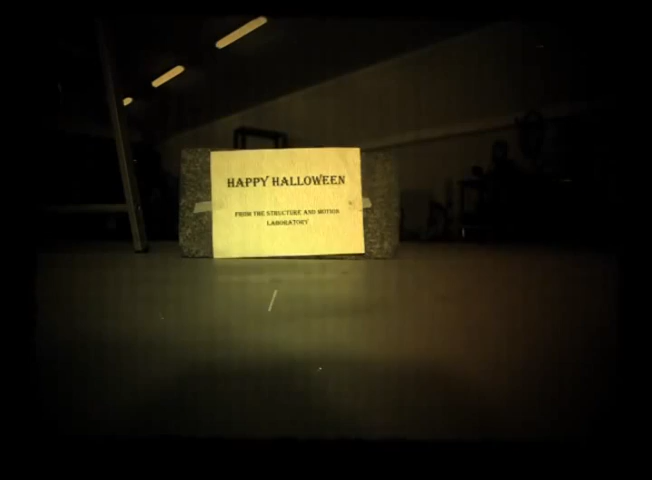 HAPPY HALLOWEEN
FROM THE STRUCTURE AND MOTION
LABORATORY